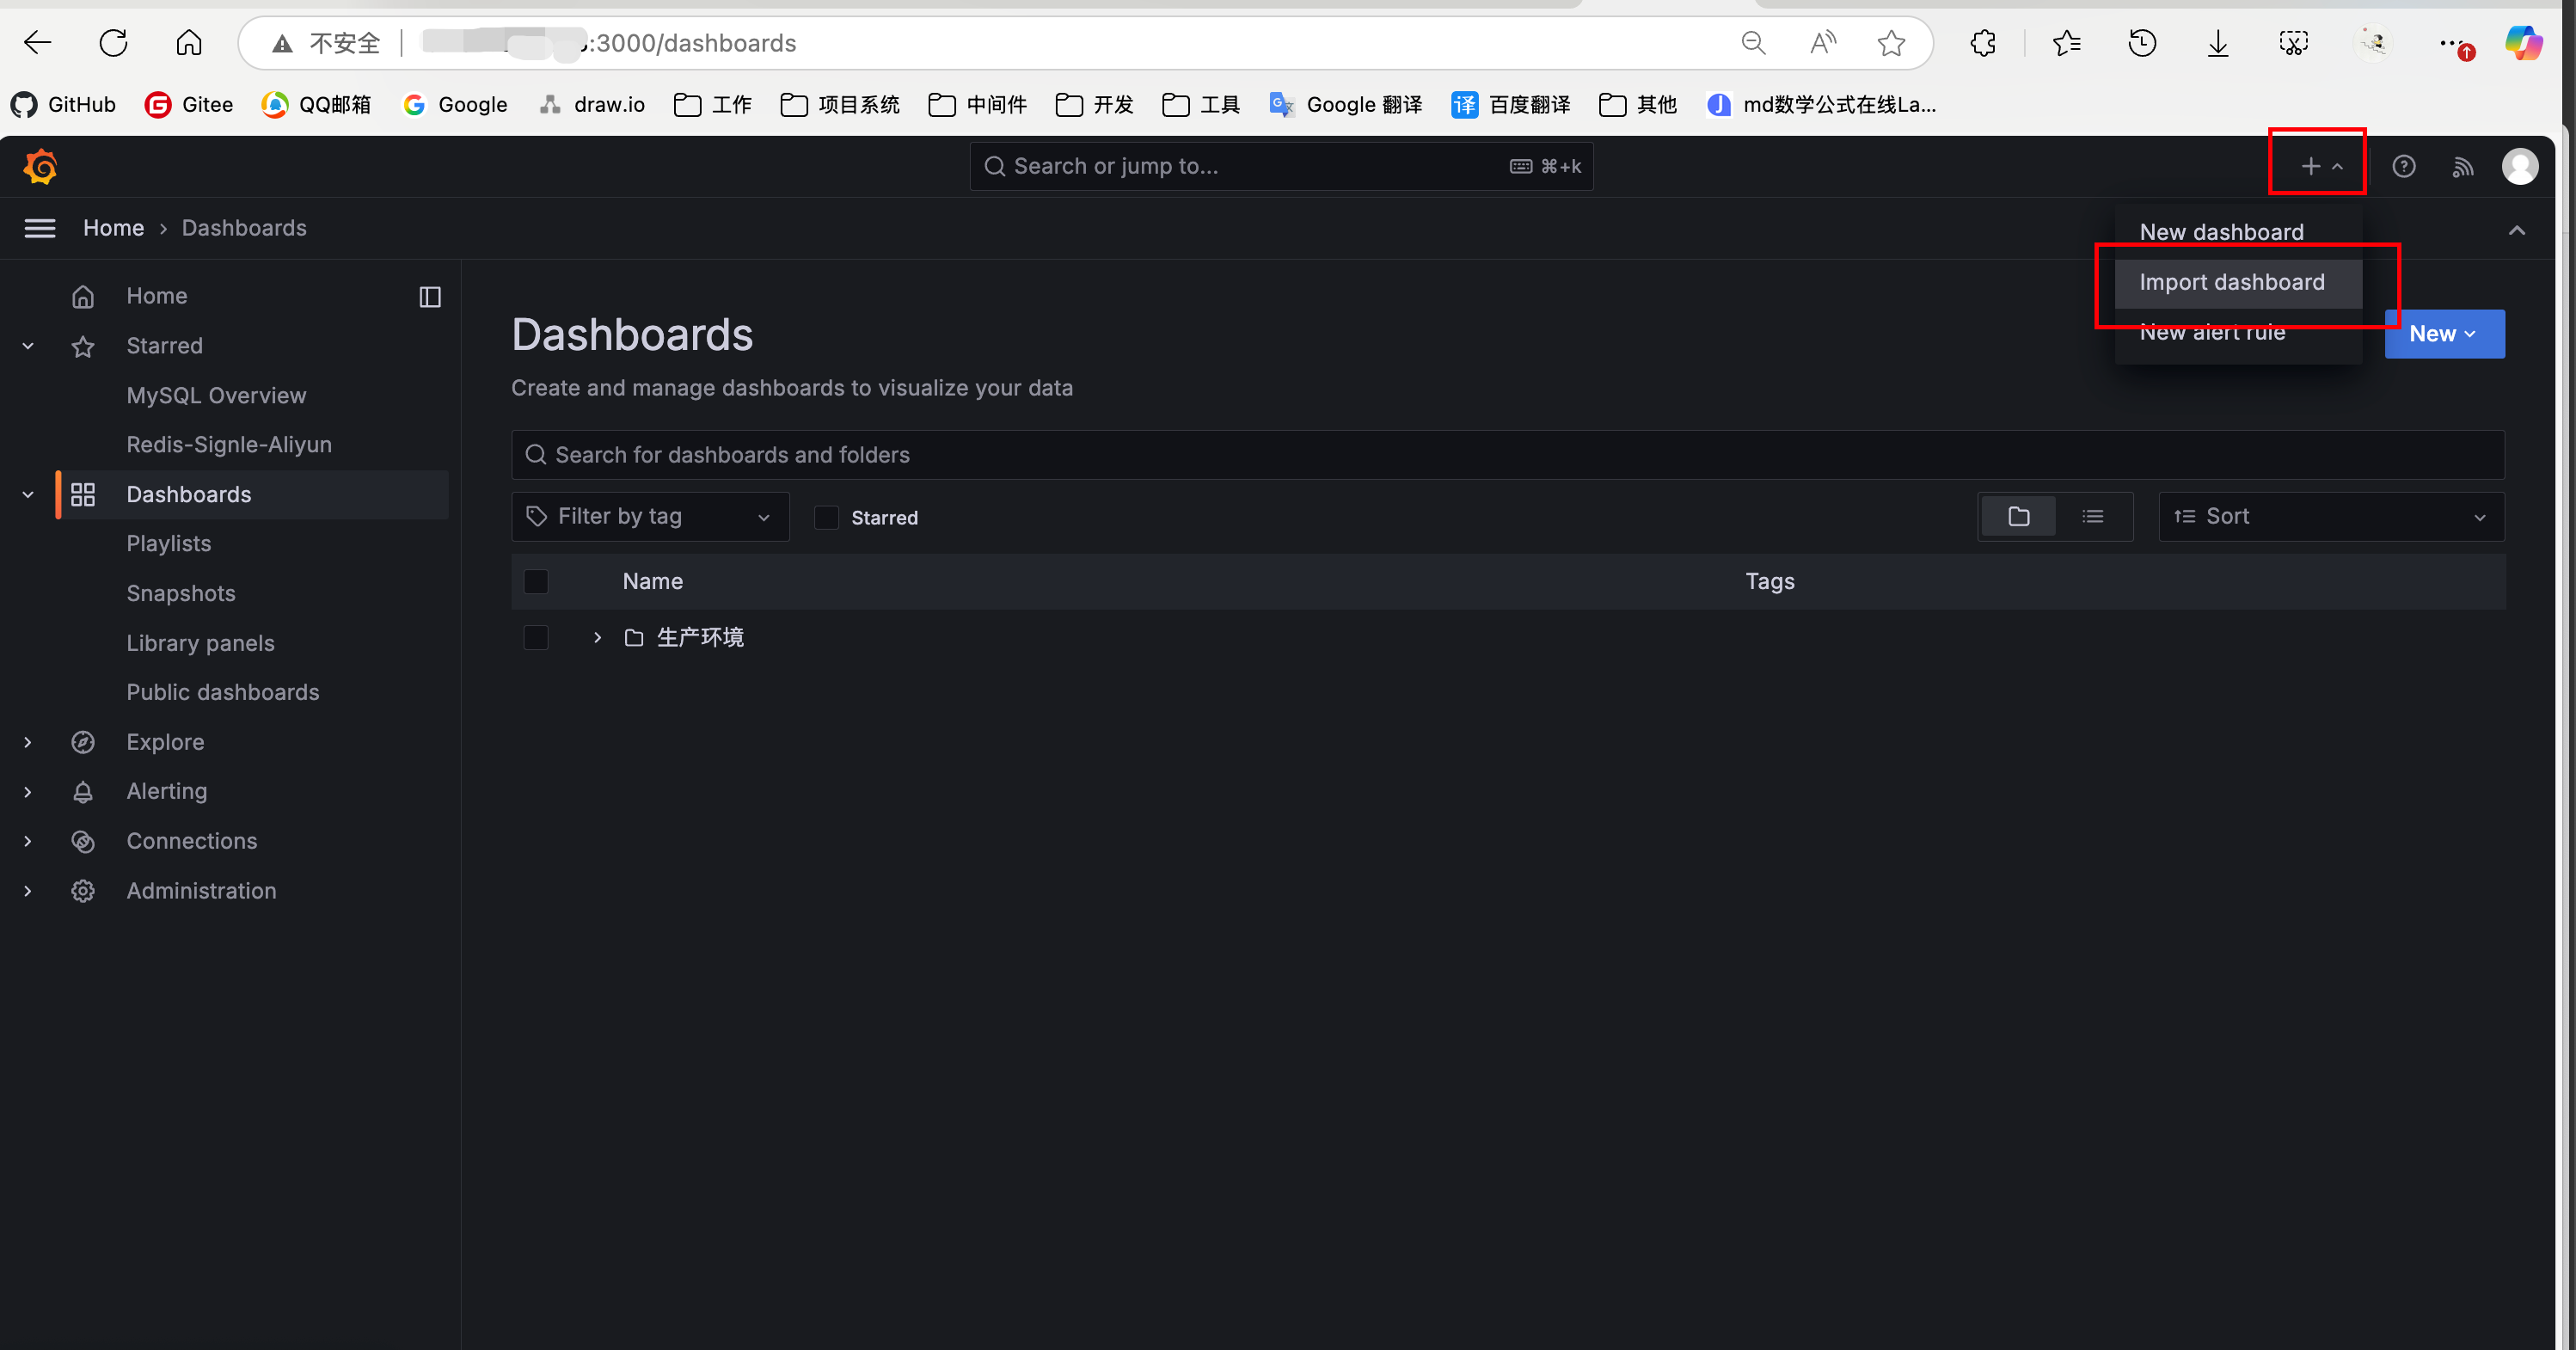 不安全 :3000/dashboards
GitHub Gitee QQ邮箱 Google draw.io 工作 项目系统 中间件 开发 工具 Google 翻译 译 百度翻译 其他 md数学公式在线La...
Search or jump to... ⌘+k
Home › Dashboards
New dashboard
Import dashboard
New alert rule
New
Home
Starred
MySQL Overview
Redis-Signle-Aliyun
Dashboards
Playlists
Snapshots
Library panels
Public dashboards
Explore
Alerting
Connections
Administration
Dashboards
Create and manage dashboards to visualize your data
Search for dashboards and folders
Filter by tag Starred Sort
Name Tags
生产环境